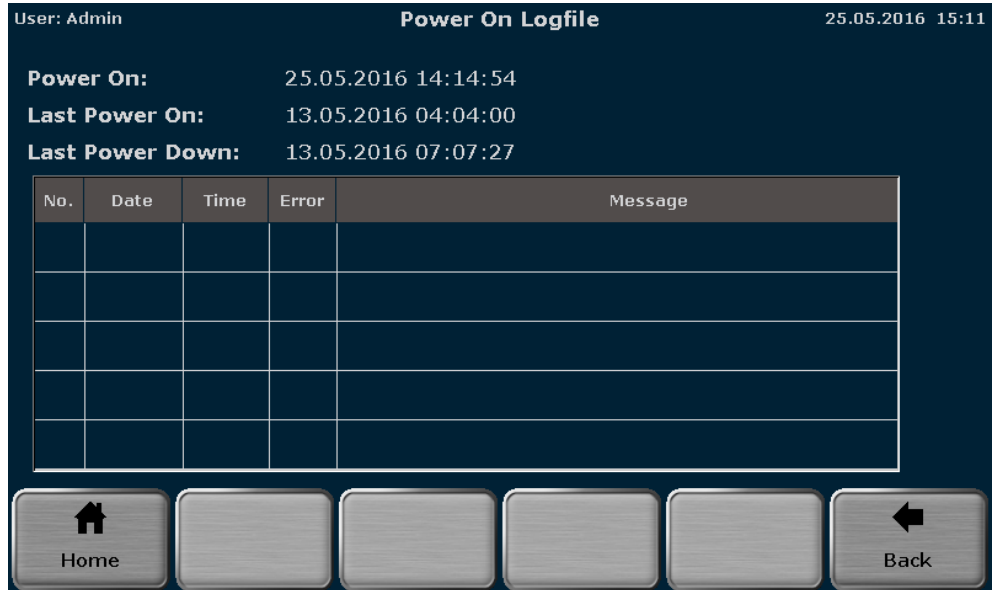 User: Admin Power On Logfile 25.05.2016 15:11
Power On: 25.05.2016 14:14:54
Last Power On: 13.05.2016 04:04:00
Last Power Down: 13.05.2016 07:07:27
No. Date Time Error Message
Home Back